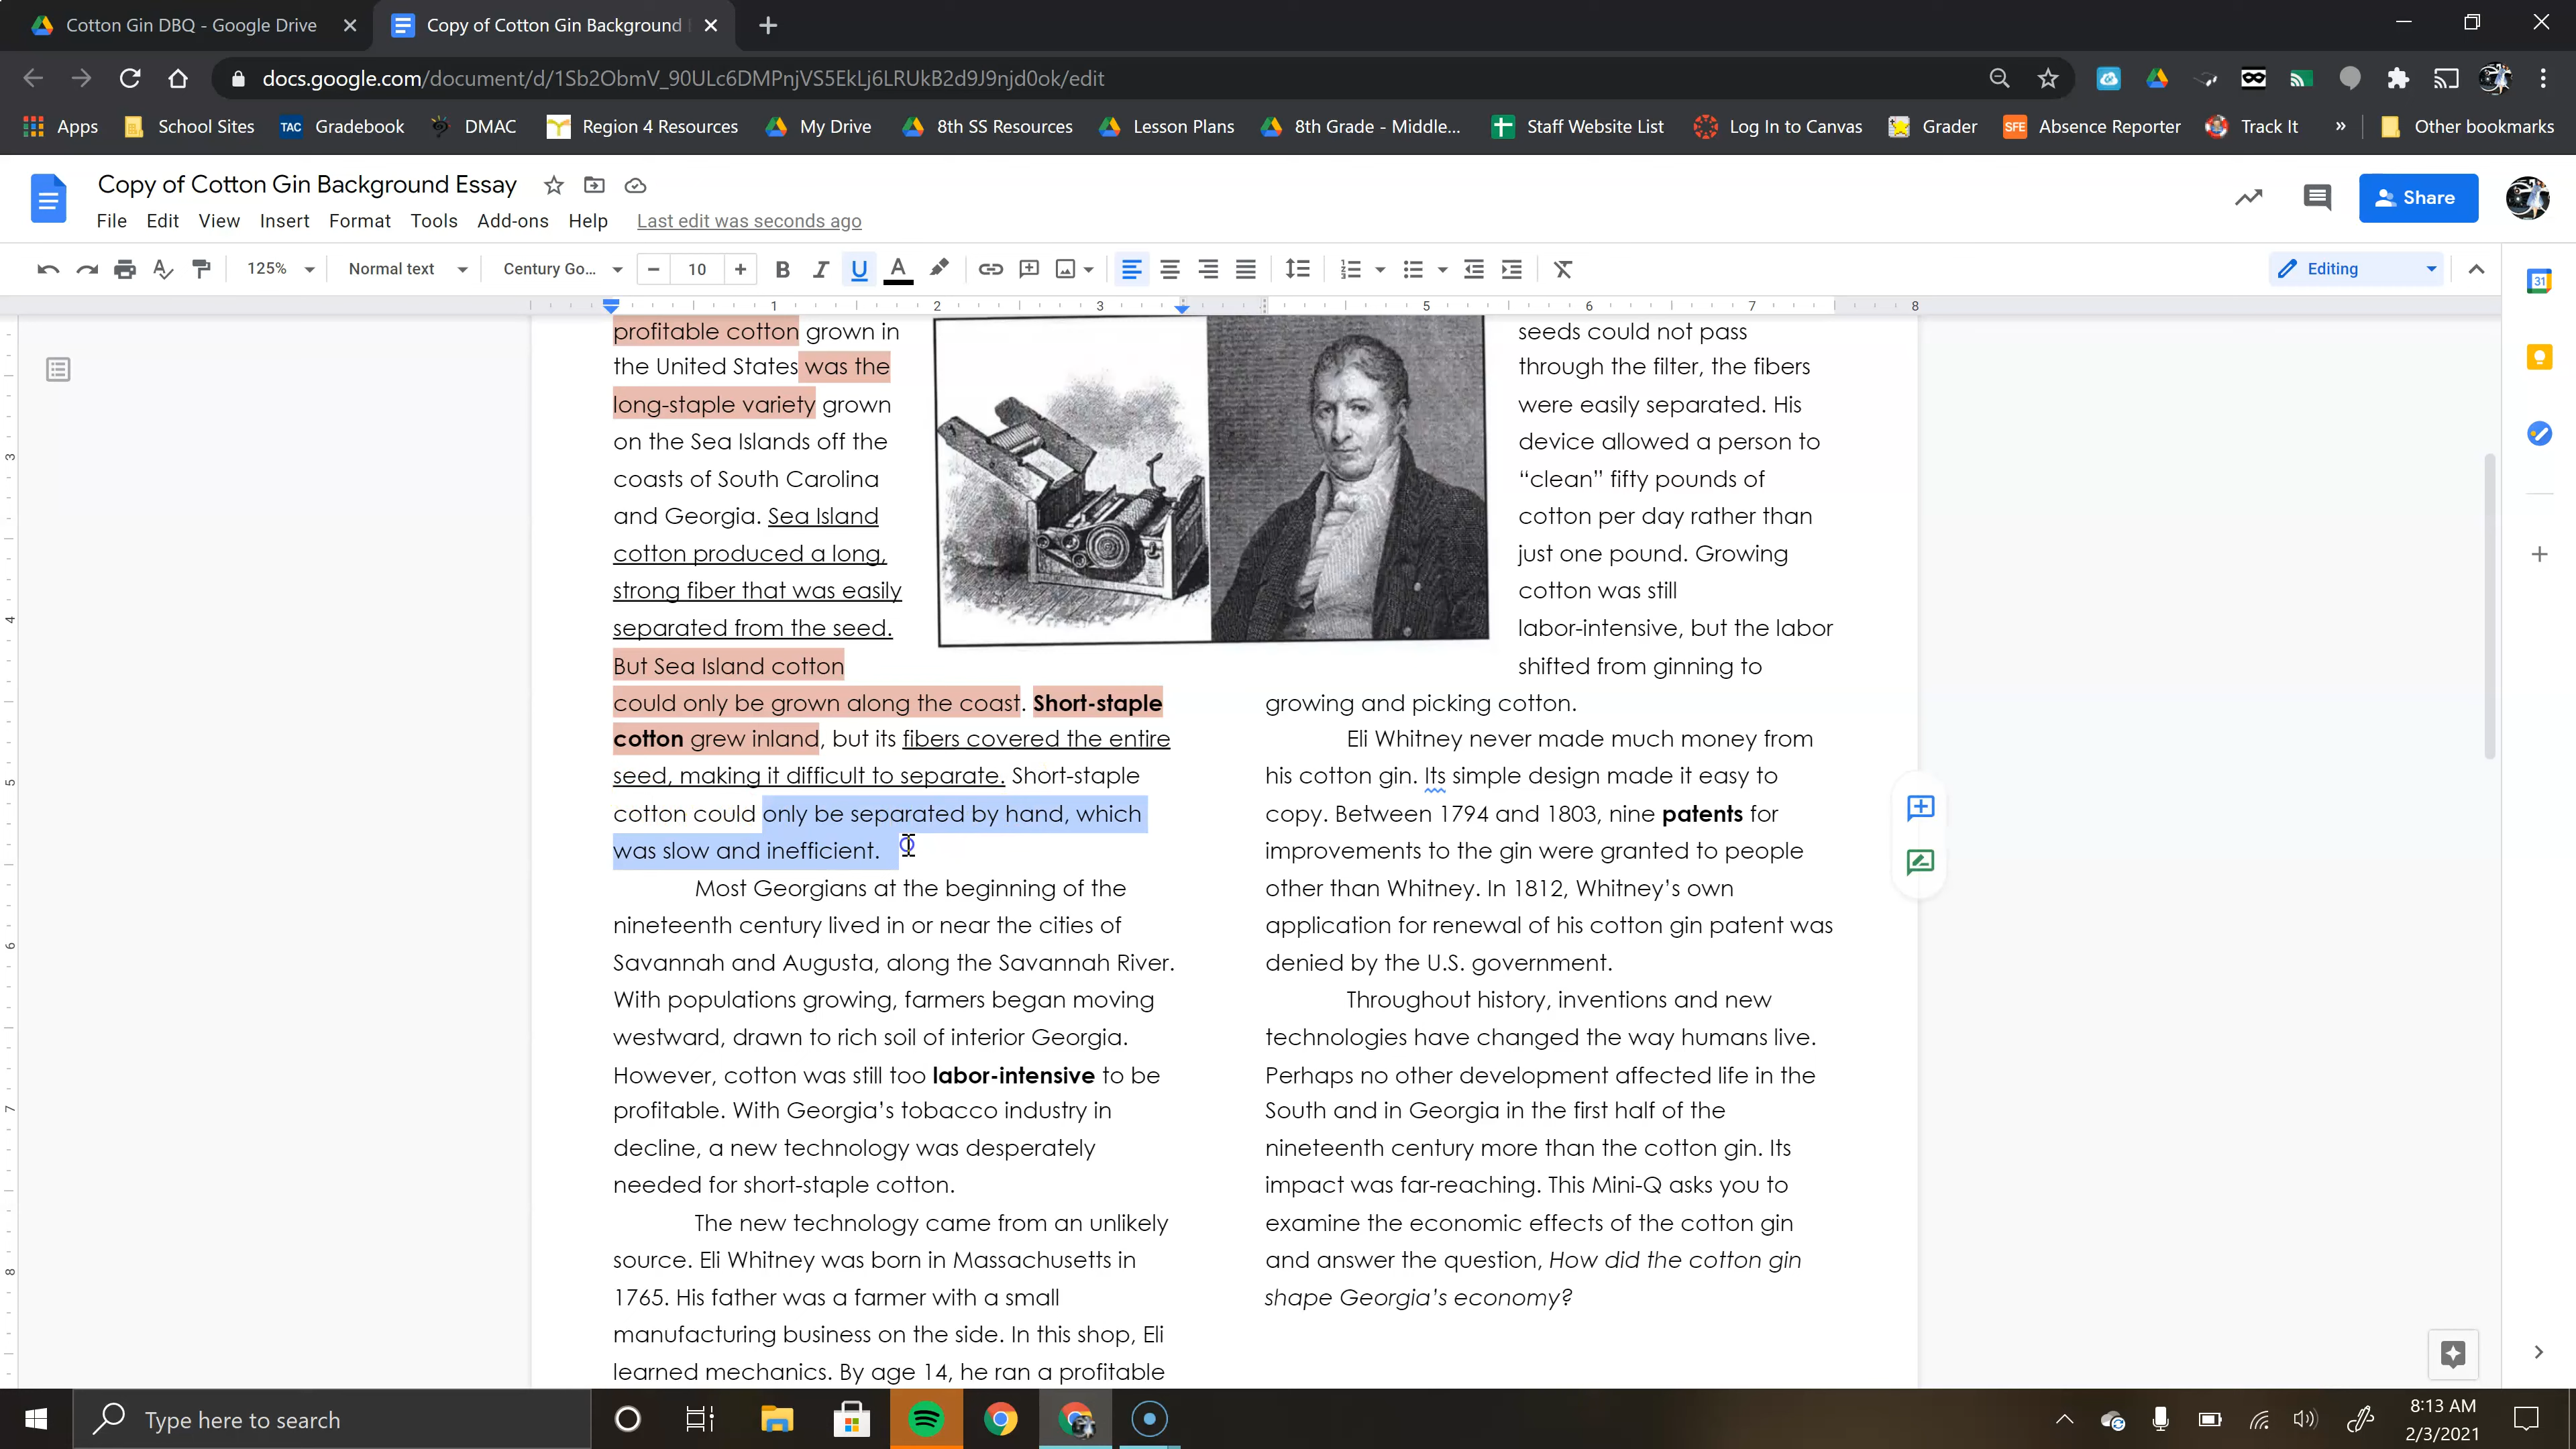 Cotton Gin DBQ - Google Drive
Copy of Cotton Gin Background
docs.google.com/document/d/1Sb2ObmV_90ULc6DMPnjVS5EkLj6LRUkB2d9J9njd0ok/edit
Apps
School Sites
TAC Gradebook
DMAC
Region 4 Resources
My Drive
8th SS Resources
Lesson Plans
8th Grade - Middle...
Staff Website List
Log In to Canvas
Grader
SFE Absence Reporter
Track It
»
Other bookmarks
Copy of Cotton Gin Background Essay
Share
File Edit View Insert Format Tools Add-ons Help Last edit was seconds ago
125% Normal text Century Go... 10 B I U A Editing
31
1 2 3 5 6 7 8
3
4
5
6
7
8
profitable cotton grown in
the United States was the
long-staple variety grown
on the Sea Islands off the
coasts of South Carolina
and Georgia. Sea Island
cotton produced a long,
strong fiber that was easily
separated from the seed.
But Sea Island cotton
could only be grown along the coast. Short-staple
cotton grew inland, but its fibers covered the entire
seed, making it difficult to separate. Short-staple
cotton could only be separated by hand, which
was slow and inefficient.
Most Georgians at the beginning of the
nineteenth century lived in or near the cities of
Savannah and Augusta, along the Savannah River.
With populations growing, farmers began moving
westward, drawn to rich soil of interior Georgia.
However, cotton was still too labor-intensive to be
profitable. With Georgia's tobacco industry in
decline, a new technology was desperately
needed for short-staple cotton.
The new technology came from an unlikely
source. Eli Whitney was born in Massachusetts in
1765. His father was a farmer with a small
manufacturing business on the side. In this shop, Eli
learned mechanics. By age 14, he ran a profitable
seeds could not pass
through the filter, the fibers
were easily separated. His
device allowed a person to
“clean” fifty pounds of
cotton per day rather than
just one pound. Growing
cotton was still
labor-intensive, but the labor
shifted from ginning to
growing and picking cotton.
Eli Whitney never made much money from
his cotton gin. Its simple design made it easy to
copy. Between 1794 and 1803, nine patents for
improvements to the gin were granted to people
other than Whitney. In 1812, Whitney's own
application for renewal of his cotton gin patent was
denied by the U.S. government.
Throughout history, inventions and new
technologies have changed the way humans live.
Perhaps no other development affected life in the
South and in Georgia in the first half of the
nineteenth century more than the cotton gin. Its
impact was far-reaching. This Mini-Q asks you to
examine the economic effects of the cotton gin
and answer the question, How did the cotton gin
shape Georgia's economy?
Type here to search
8:13 AM
2/3/2021